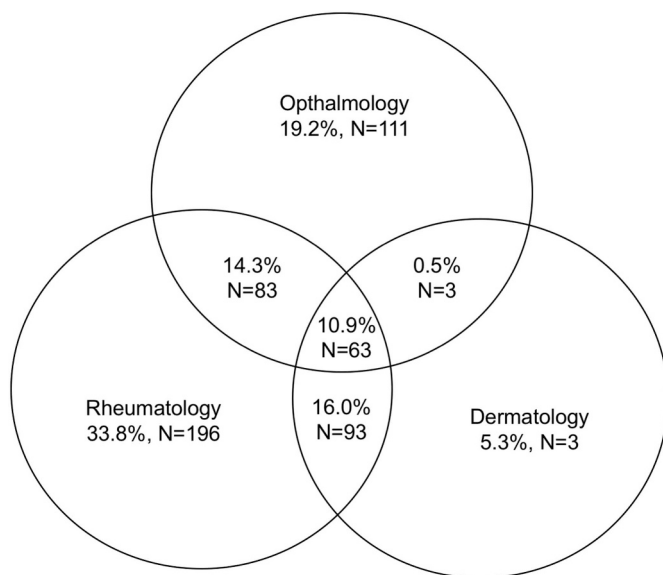 Opthalmology
19.2%, N=111
14.3%
N=83
0.5%
N=3
10.9%
N=63
Rheumatology
33.8%, N=196
16.0%
N=93
Dermatology
5.3%, N=3